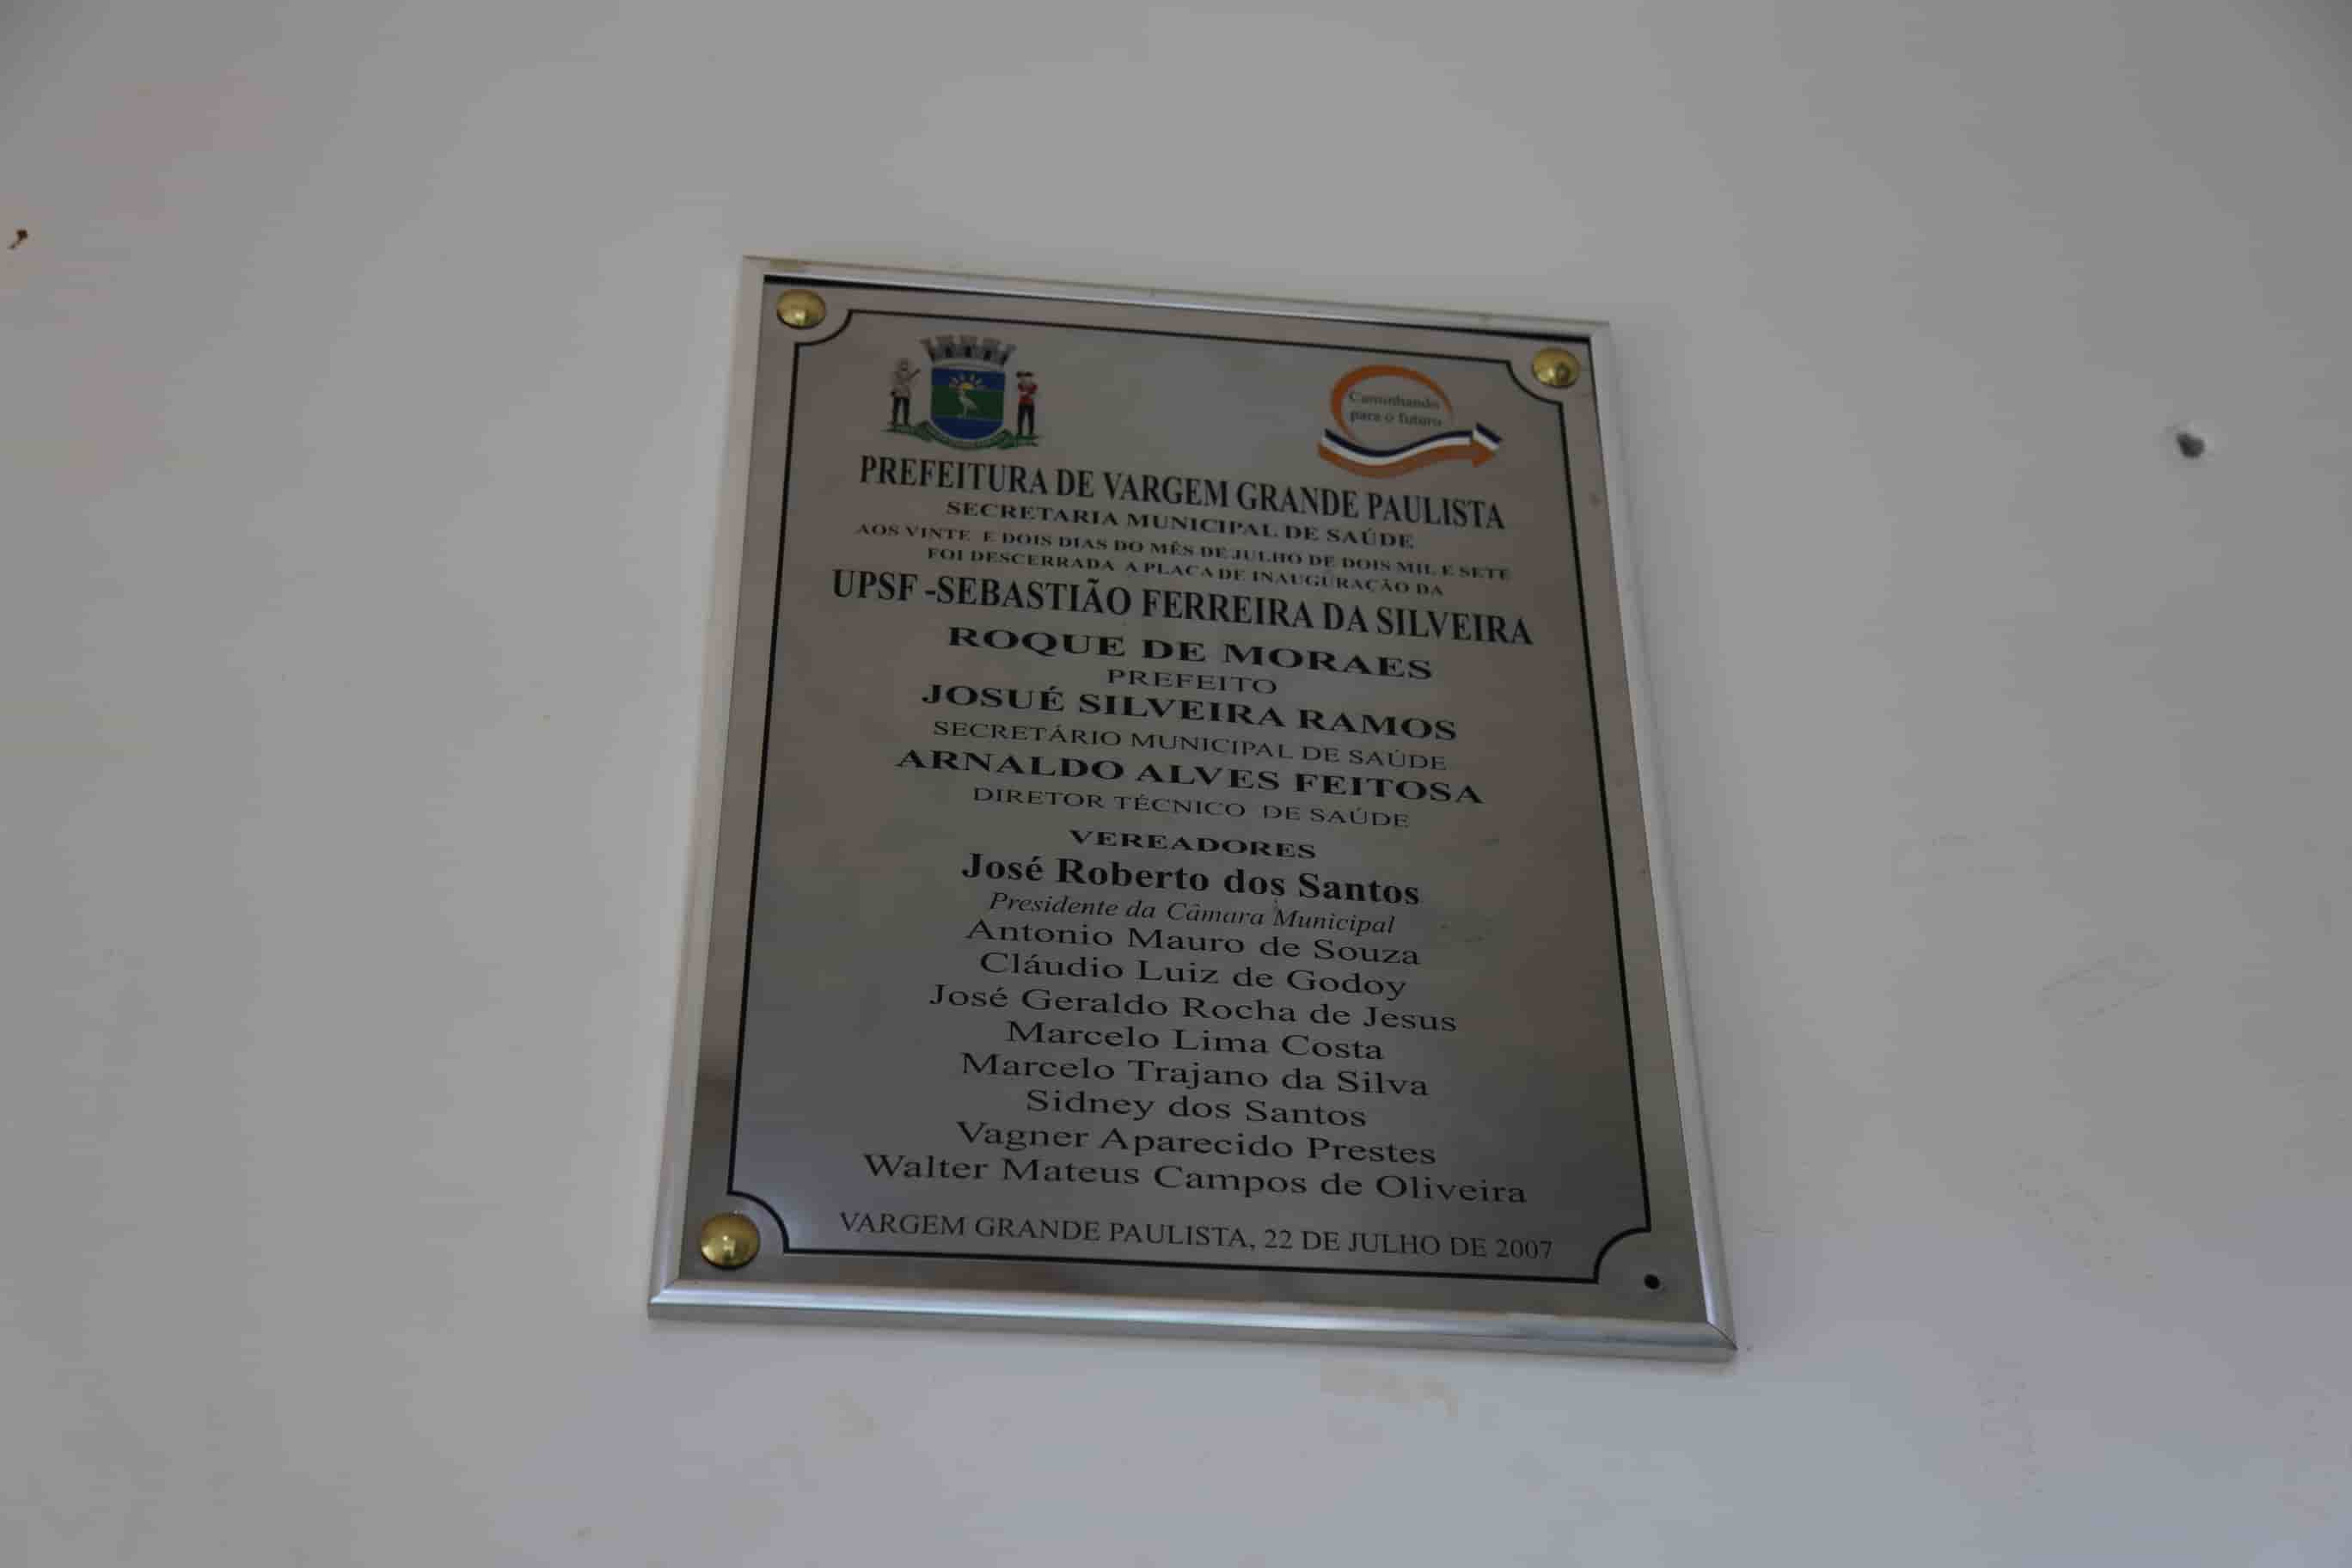 Caminhando
para o futuro
PREFEITURA DE VARGEM GRANDE PAULISTA
SECRETARIA MUNICIPAL DE SAÚDE
AOS VINTE E DOIS DIAS DO MÊS DE JULHO DE DOIS MIL E SETE
FOI DESCERRADA A PLACA DE INAUGURAÇÃO DA
UPSF -SEBASTIÃO FERREIRA DA SILVEIRA
ROQUE DE MORAES
PREFEITO
JOSUÉ SILVEIRA RAMOS
SECRETÁRIO MUNICIPAL DE SAÚDE
ARNALDO ALVES FEITOSA
DIRETOR TÉCNICO DE SAÚDE
VEREADORES
José Roberto dos Santos
Presidente da Câmara Municipal
Antonio Mauro de Souza
Cláudio Luiz de Godoy
José Geraldo Rocha de Jesus
Marcelo Lima Costa
Marcelo Trajano da Silva
Sidney dos Santos
Vagner Aparecido Prestes
Walter Mateus Campos de Oliveira
VARGEM GRANDE PAULISTA, 22 DE JULHO DE 2007